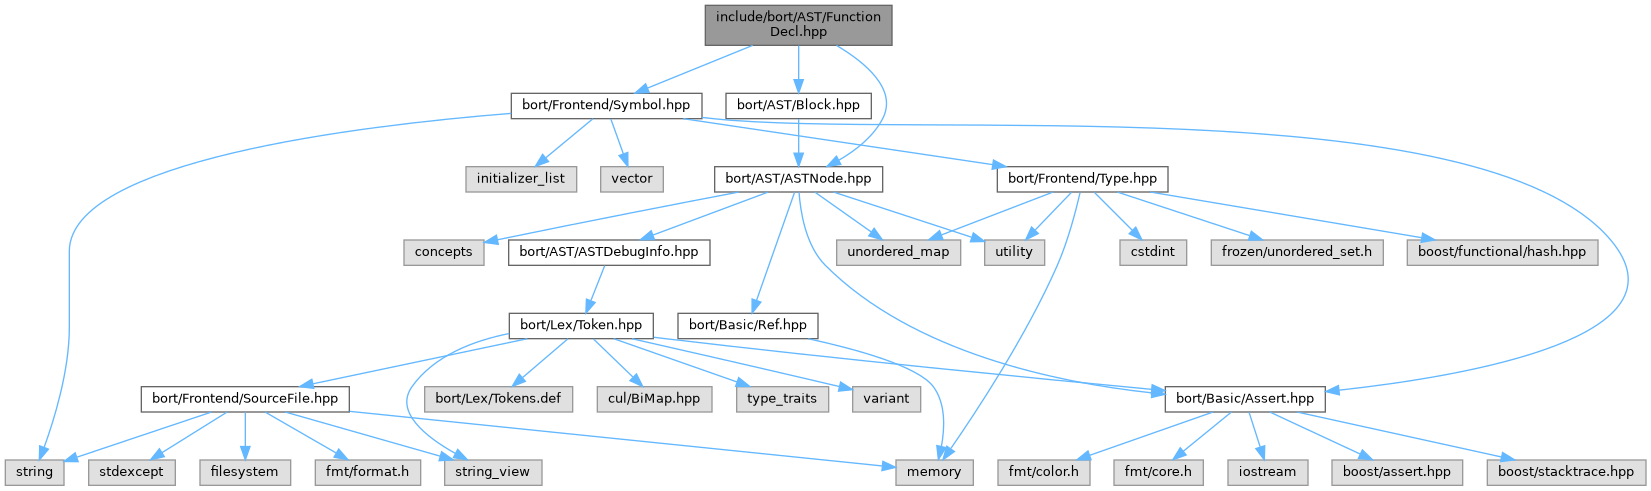 include/bort/AST/Function
Decl.hpp
bort/Frontend/Symbol.hpp
bort/AST/Block.hpp
initializer_list
vector
bort/AST/ASTNode.hpp
bort/Frontend/Type.hpp
concepts
bort/AST/ASTDebugInfo.hpp
unordered_map
utility
cstdint
frozen/unordered_set.h
boost/functional/hash.hpp
bort/Lex/Token.hpp
bort/Basic/Ref.hpp
bort/Frontend/SourceFile.hpp
bort/Lex/Tokens.def
cul/BiMap.hpp
type_traits
variant
bort/Basic/Assert.hpp
string
stdexcept
filesystem
fmt/format.h
string_view
memory
fmt/color.h
fmt/core.h
iostream
boost/assert.hpp
boost/stacktrace.hpp